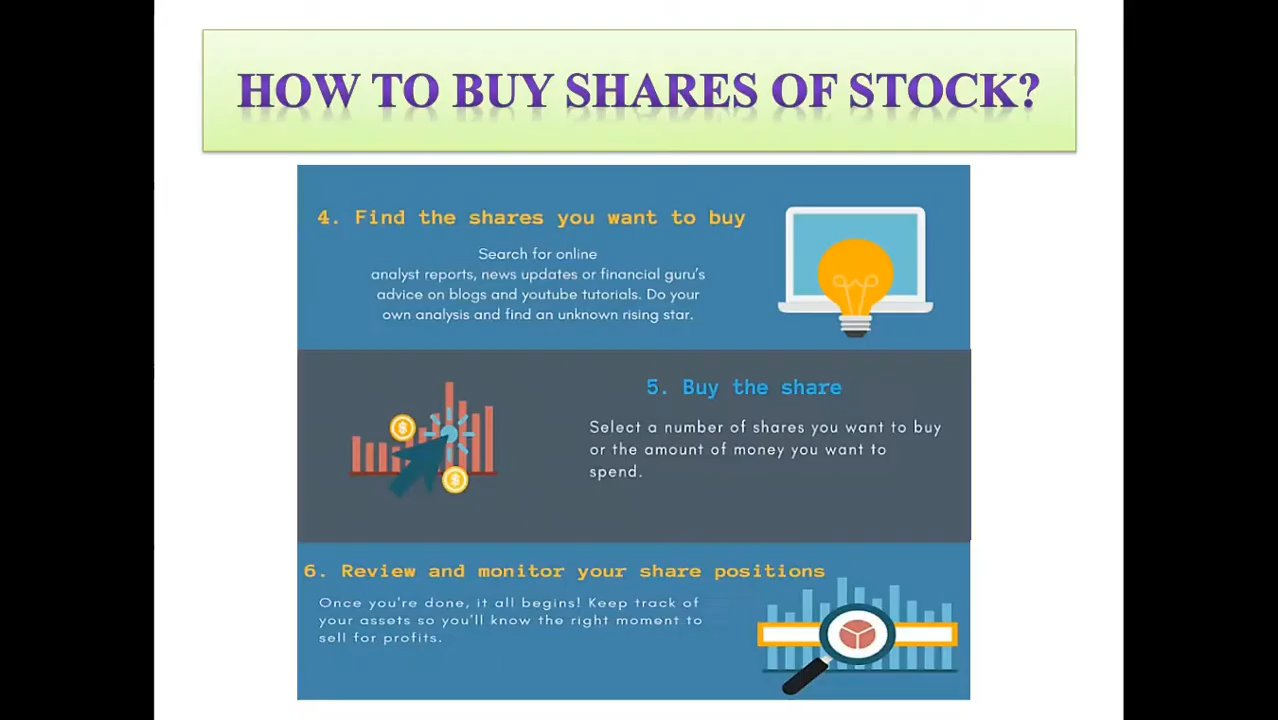 HOW TO BUY SHARES OF STOCK?
4. Find the shares you want to buy
Search for online
analyst reports, news updates or financial guru's
advice on blogs and youtube tutorials. Do your
own analysis and find an unknown rising star.
5. Buy the share
Select a number of shares you want to buy
or the amount of money you want to
spend.
6. Review and monitor your share positions
Once you're done, it all begins! Keep track of
your assets so you'll know the right moment to
sell for profits.